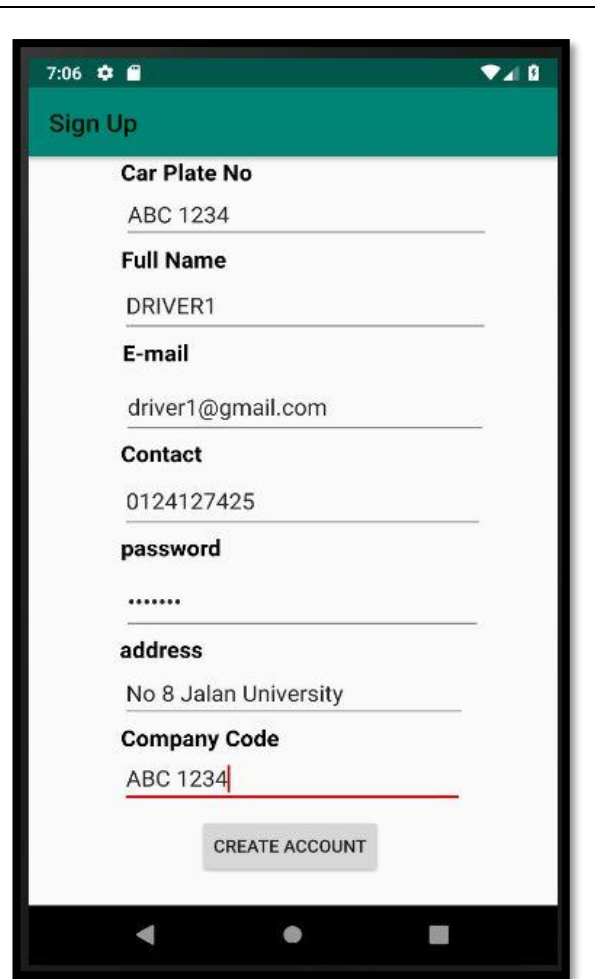 7:06
Sign Up
Car Plate No
ABC 1234
Full Name
DRIVER1
E-mail
driver1@gmail.com
Contact
0124127425
password
•••••••
address
No 8 Jalan University
Company Code
ABC 1234
CREATE ACCOUNT